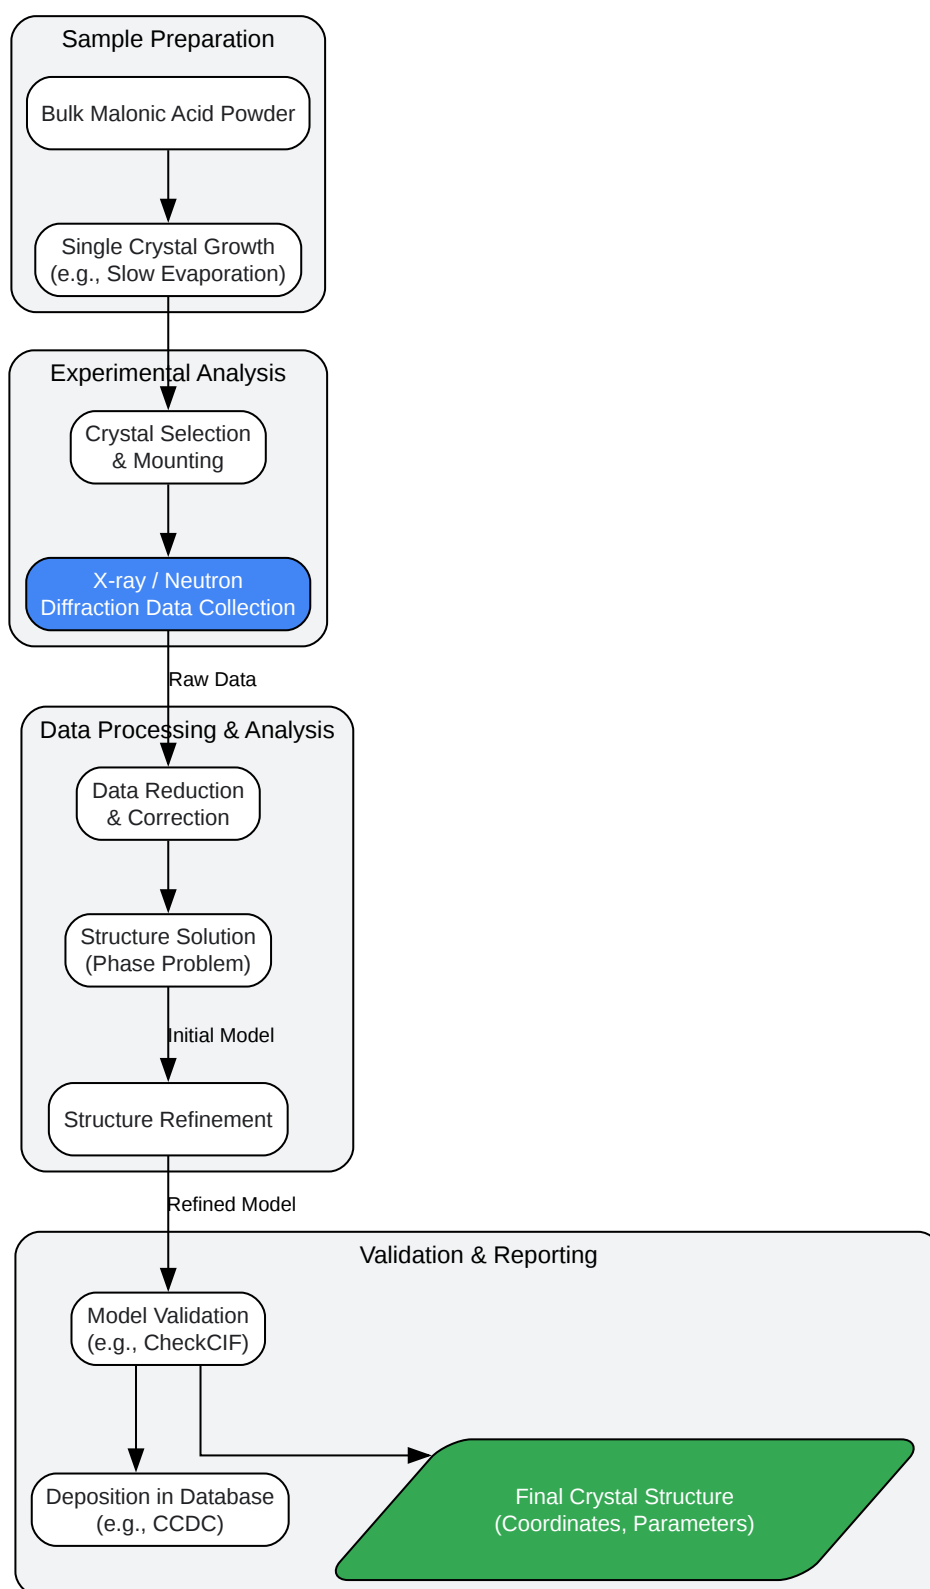 Sample Preparation
Bulk Malonic Acid Powder
Single Crystal Growth
(e.g., Slow Evaporation)
Experimental Analysis
Crystal Selection
& Mounting
X-ray / Neutron
Diffraction Data Collection
Raw Data
Data Processing & Analysis
Data Reduction
& Correction
Structure Solution
(Phase Problem)
Initial Model
Structure Refinement
Refined Model
Validation & Reporting
Model Validation
(e.g., CheckCIF)
Deposition in Database
(e.g., CCDC)
Final Crystal Structure
(Coordinates, Parameters)